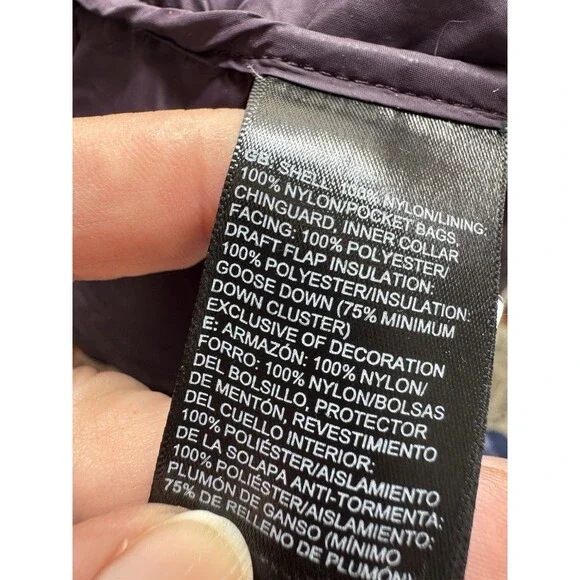 GB: SHELL: 100% NYLON/LINING:
100% NYLON/POCKET BAGS,
CHINGUARD, INNER COLLAR
FACING: 100% POLYESTER/
DRAFT FLAP INSULATION:
100% POLYESTER/INSULATION:
GOOSE DOWN (75% MİNIMUM
DOWN CLUSTER)
EXCLUSIVE OF DECORATION
E: ARMAZÓN: 100% NYLON/
FORRO: 100% NYLON/BOLSAS
DEL BOLSILLO, PROTECTOR
DE MENTÓN, REVESTIMIENTO
DEL CUELLO INTERIOR:
100% POLIÉSTER/AISLAMIENTO
DE LA SOLAPA ANTI-TORMENTA:
100% POLIÉSTER/AISLAMIENTO:
PLUMÓN DE GANSO (MÍNIMO
75% DE RELLENO DE PLUMÓN)